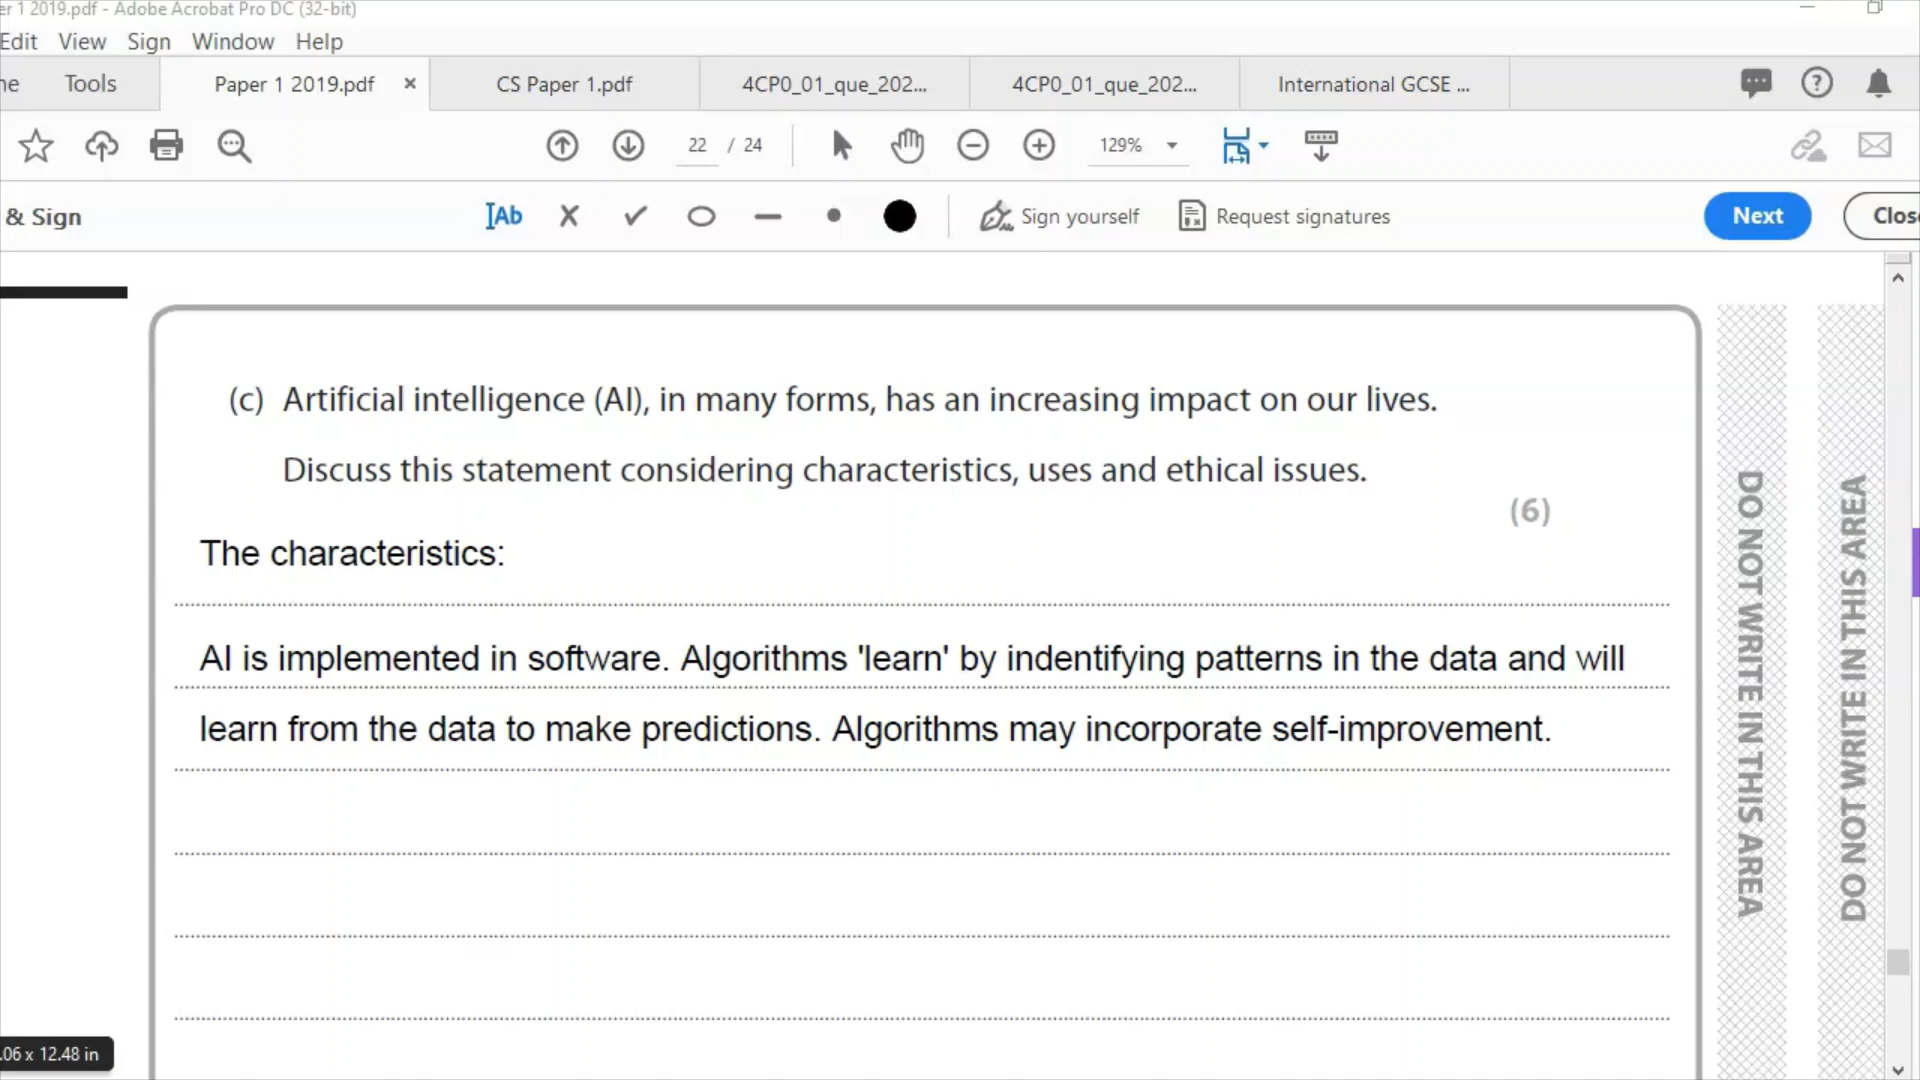 er 1 2019.pdf - Adobe Acrobat Pro DC (32-bit)
Edit View Sign Window Help
ne Tools Paper 1 2019.pdf × CS Paper 1.pdf 4CP0_01_que_202... 4CP0_01_que_202... International GCSE ...
22 / 24 129%
& Sign Ab Sign yourself Request signatures Next Clos
(c) Artificial intelligence (AI), in many forms, has an increasing impact on our lives.
Discuss this statement considering characteristics, uses and ethical issues.
(6)
The characteristics:
AI is implemented in software. Algorithms 'learn' by indentifying patterns in the data and will
learn from the data to make predictions. Algorithms may incorporate self-improvement.
DO NOT WRITE IN THIS AREA
DO NOT WRITE IN THIS AREA
.06 x 12.48 in